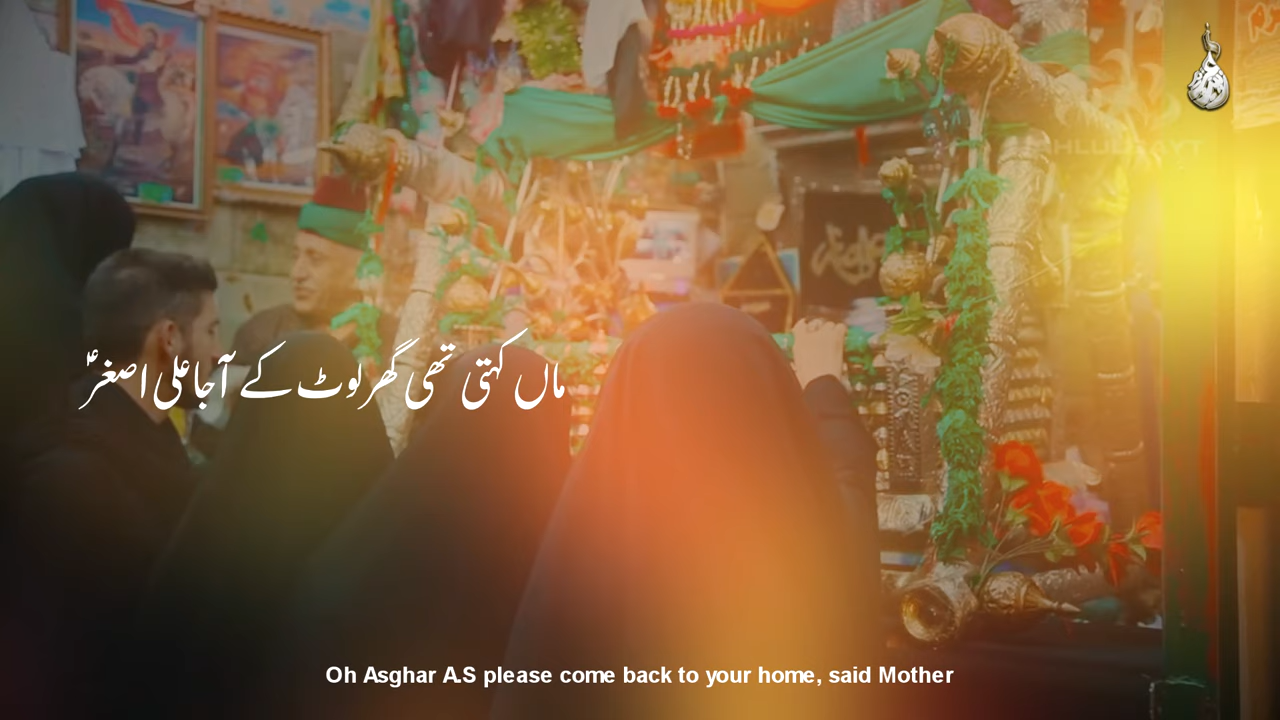 ماں کہتی تھی گھر لوٹ کے آجا علی اصغرؑ
Oh Asghar A.S please come back to your home, said Mother